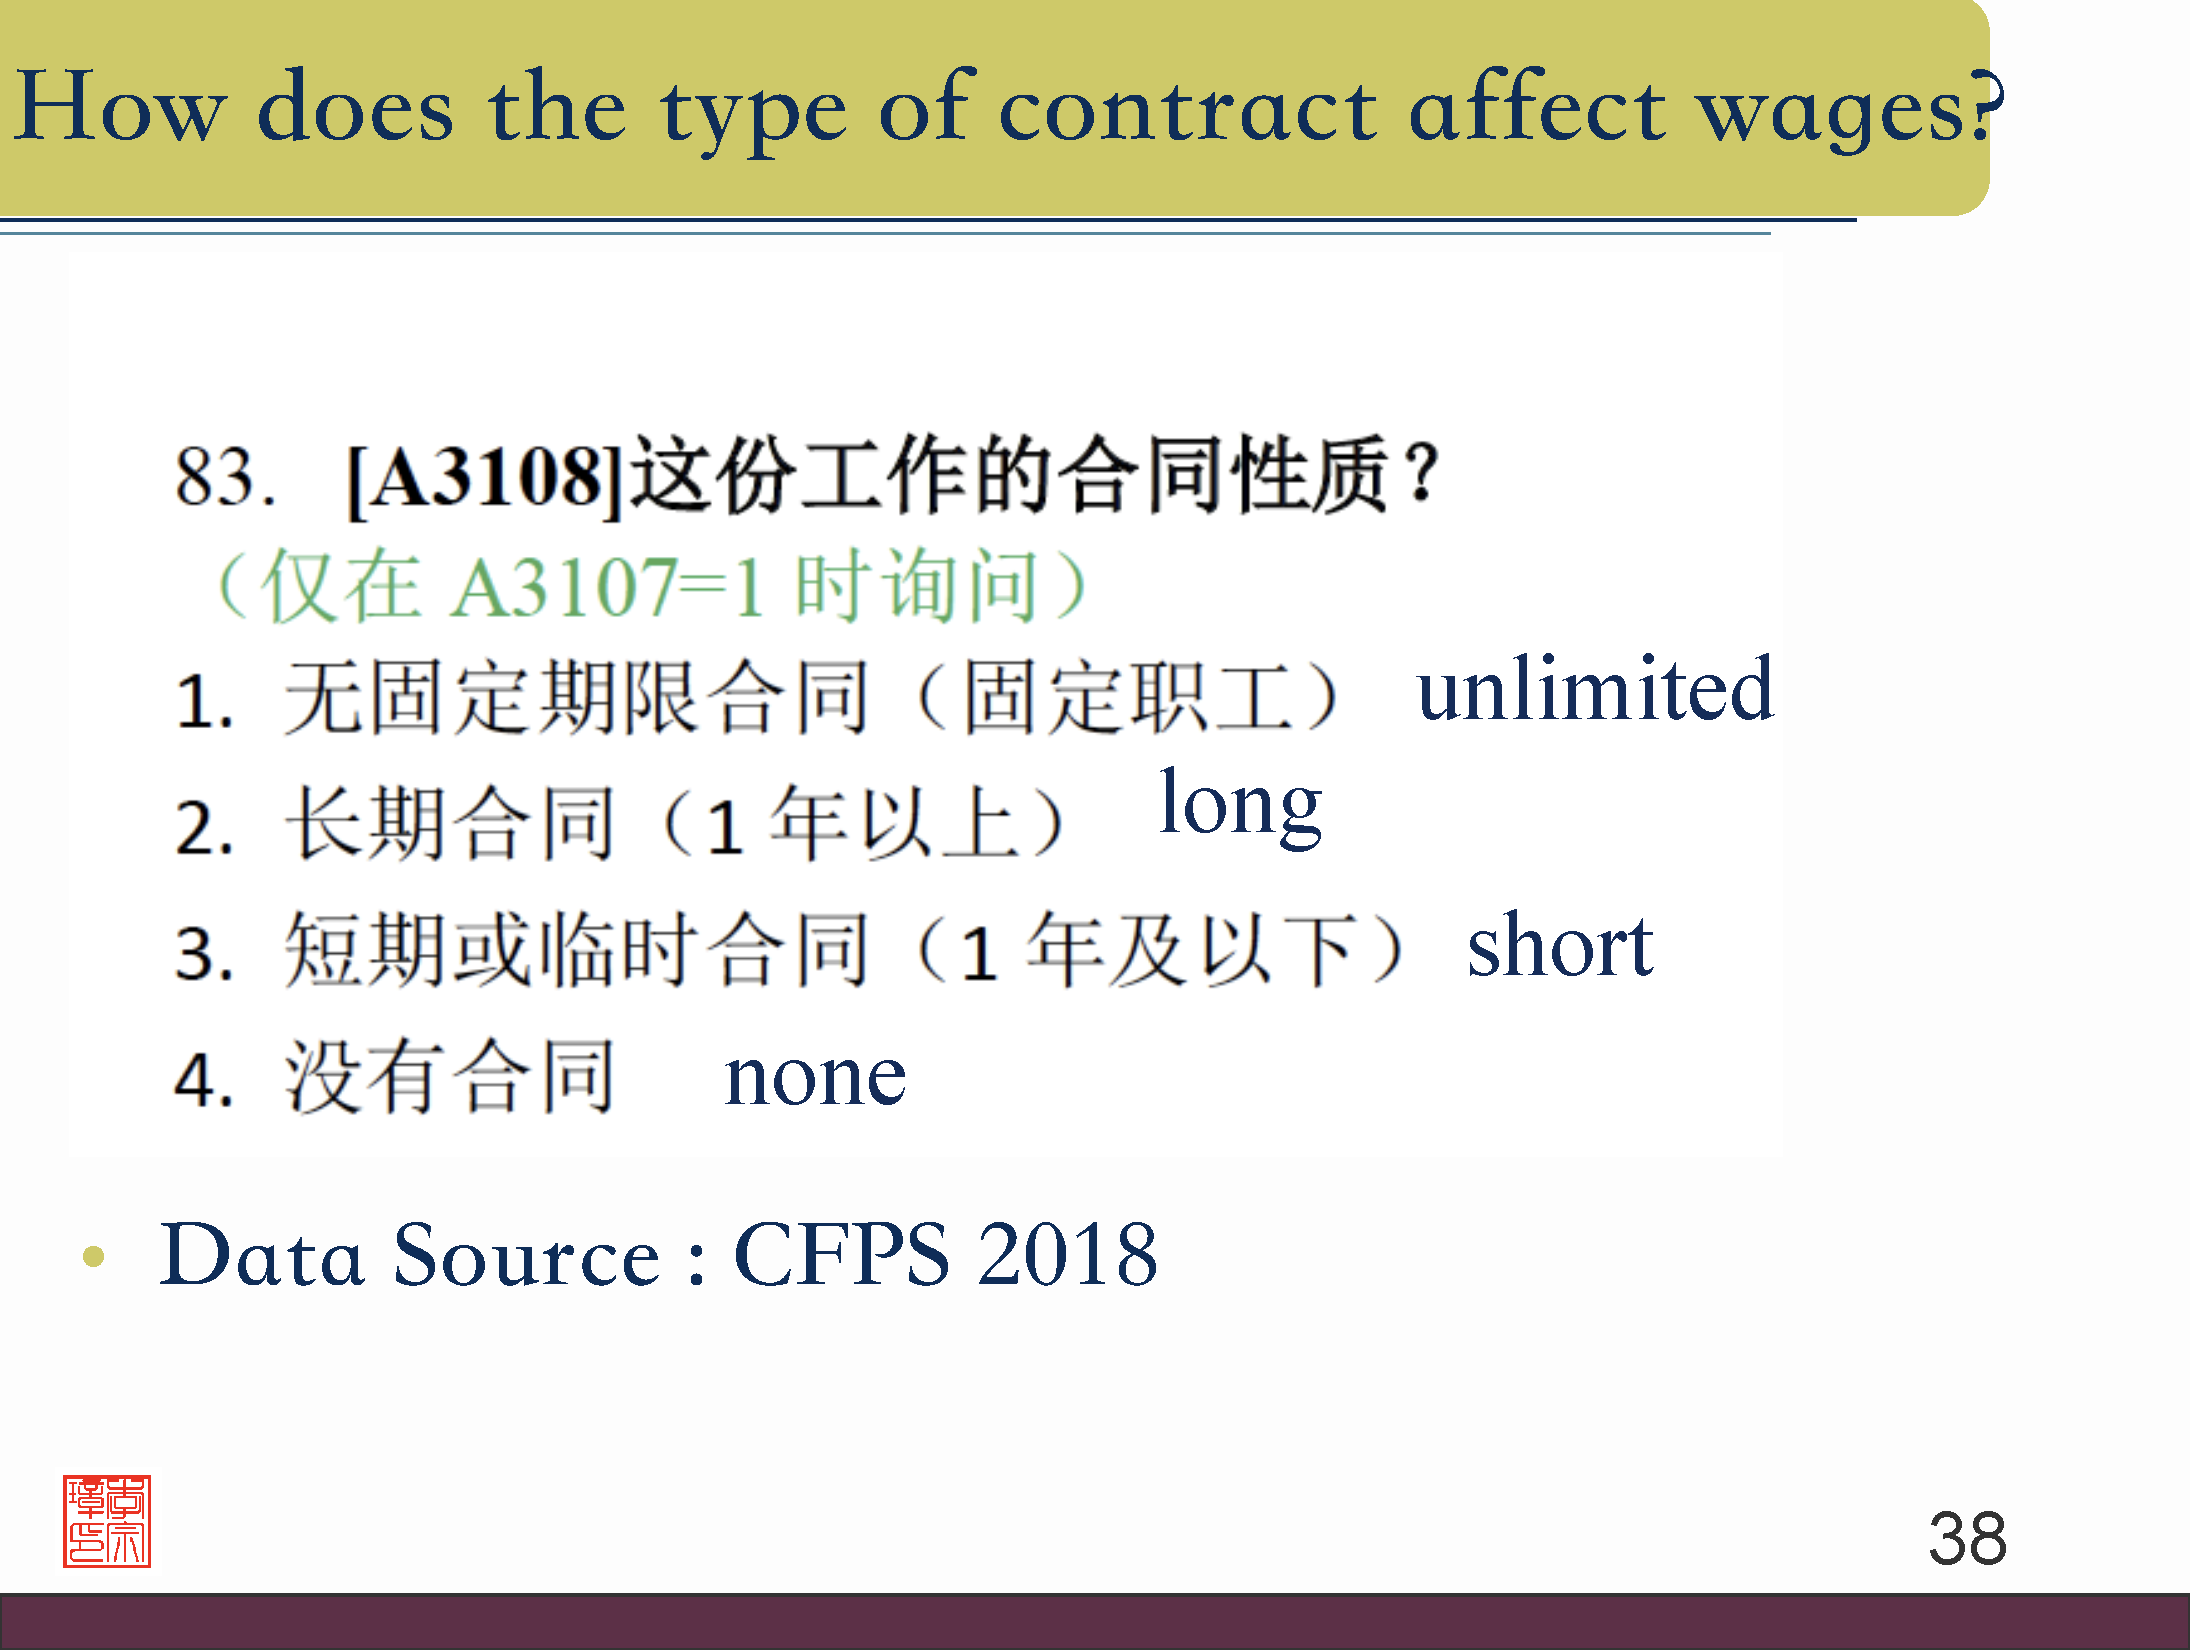 How does the type of contract affect wages?
83. [A3108]这份工作的合同性质？
（仅在 A3107=1 时询问）
1. 无固定期限合同（固定职工） unlimited
2. 长期合同（1 年以上） long
3. 短期或临时合同（1 年及以下） short
4. 没有合同 none
• Data Source : CFPS 2018
38